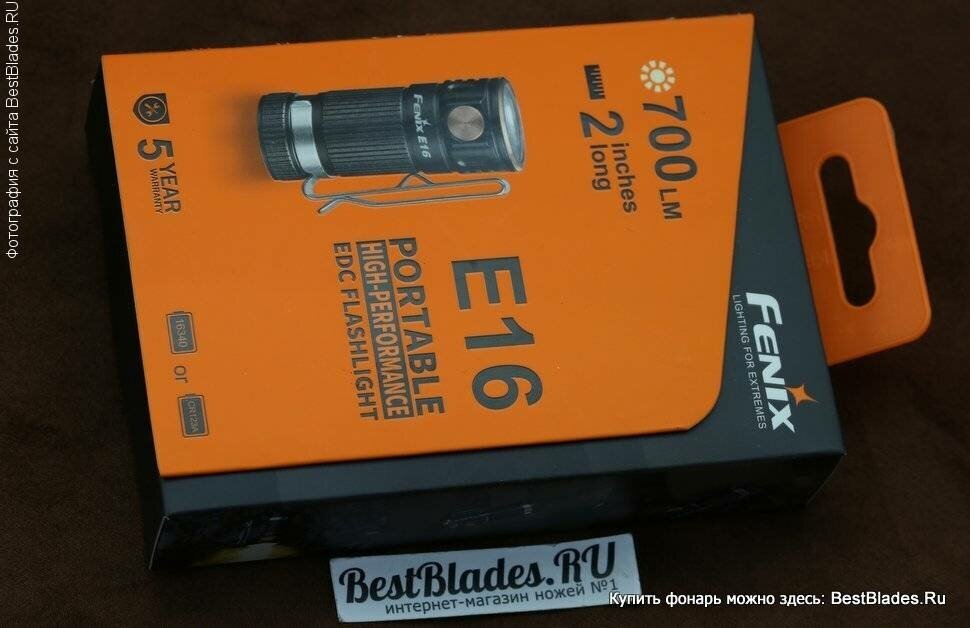 Фотография с сайта BestBlades.RU
700 LM
2 inches
long
FENIX
LIGHTING FOR EXTREMES
FENIX E16
5 YEAR
WARRANTY
E16
PORTABLE
HIGH-PERFORMANCE
EDC FLASHLIGHT
16340 or CR123A
BestBlades.RU
интернет-магазин ножей №1
Купить фонарь можно здесь: BestBlades.Ru